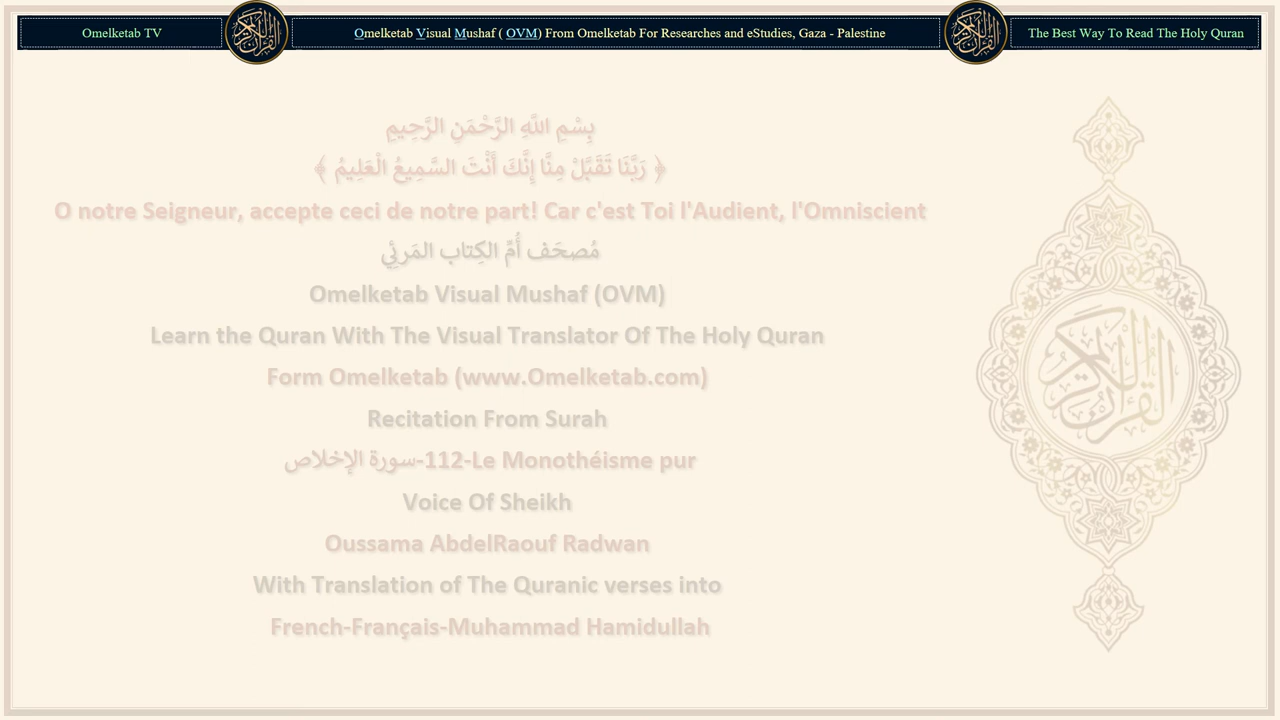 Omelketab TV
Omelketab Visual Mushaf ( OVM) From Omelketab For Researches and eStudies, Gaza - Palestine
The Best Way To Read The Holy Quran
بِسْمِ اللَّهِ الرَّحْمَنِ الرَّحِيمِ
﴿ رَبَّنَا تَقَبَّلْ مِنَّا إِنَّكَ أَنْتَ السَّمِيعُ الْعَلِيمُ ﴾
O notre Seigneur, accepte ceci de notre part! Car c'est Toi l'Audient, l'Omniscient
مُصحَف أُمِّ الكِتاب المَرئِي
Omelketab Visual Mushaf (OVM)
Learn the Quran With The Visual Translator Of The Holy Quran
Form Omelketab (www.Omelketab.com)
Recitation From Surah
سورة الإخلاص-112-Le Monothéisme pur
Voice Of Sheikh
Oussama AbdelRaouf Radwan
With Translation of The Quranic verses into
French-Français-Muhammad Hamidullah
القرآن الكريم